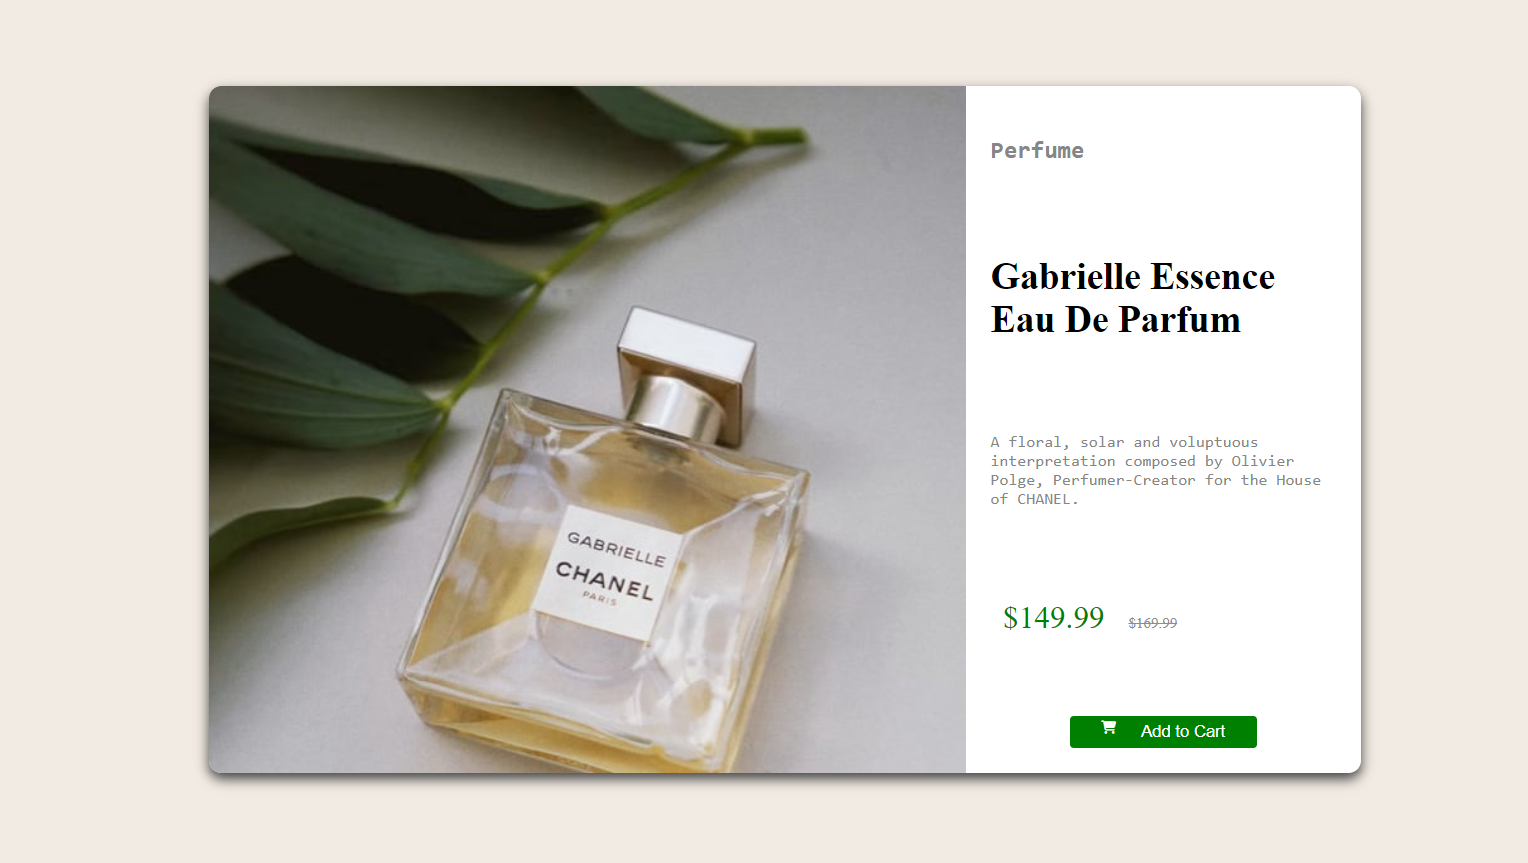 GABRIELLE
CHANEL
PARIS
Perfume
Gabrielle Essence
Eau De Parfum
A floral, solar and voluptuous
interpretation composed by Olivier
Polge, Perfumer-Creator for the House
of CHANEL.
$149.99 $169.99
Add to Cart